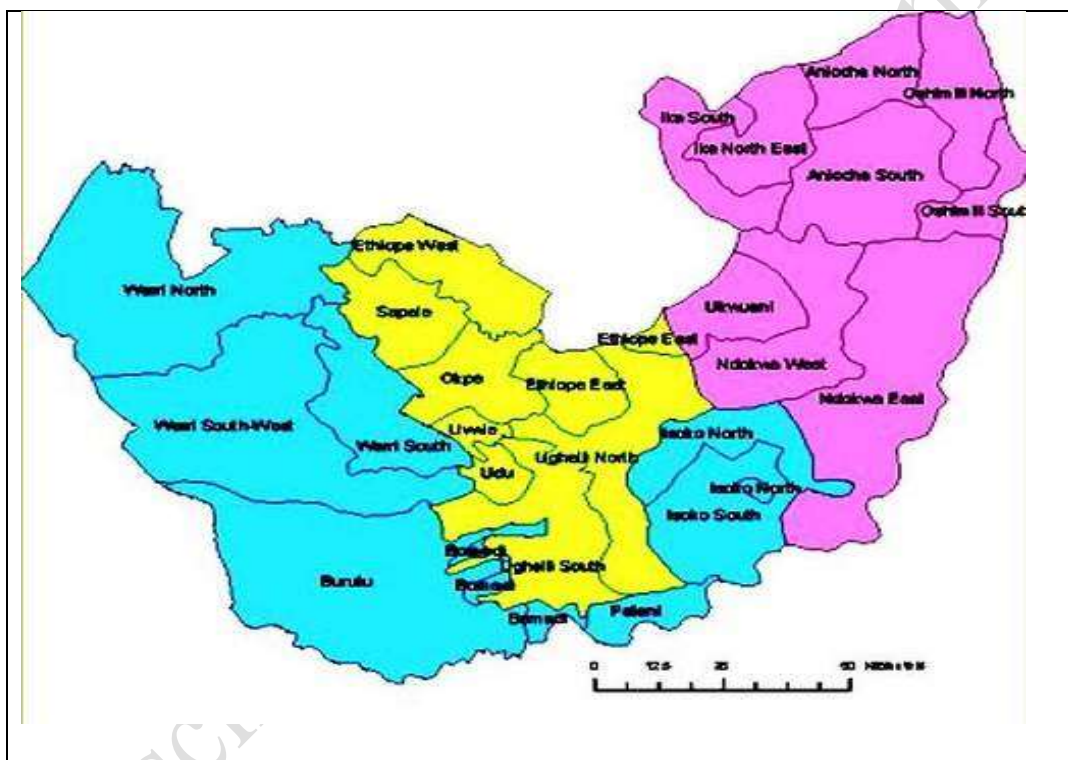 Aniocha North
Oshimili North
Ika South
Ika North East
Aniocha South
Oshimili South
Ethiope West
Warri North
Sapele
Ukwuani
Ethiope East
Ndokwa West
Okpe
Ethiope East
Ndokwa East
Warri South-West
Uvwie
Isoko North
Warri South
Ughelli North
Udu
Isoko North
Isoko South
Bomadi
Ughelli South
Burutu
Bomadi
Bomadi
Patani
0 12.5 25 50 Kilometers